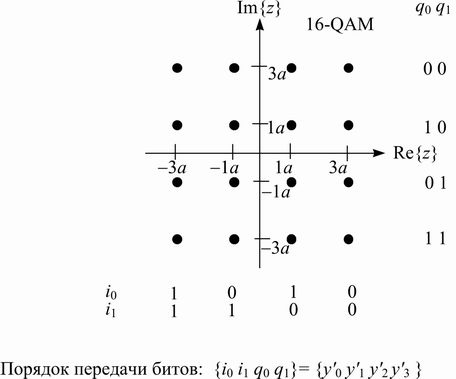 Im{z} 16-QAM q₀ q₁
3a 0 0
1a 1 0
Re{z}
−3a −1a 1a 3a
−1a 0 1
−3a 1 1
i₀ 1 0 1 0
i₁ 1 1 0 0
Порядок передачи битов: {i₀ i₁ q₀ q₁}= {y′₀ y′₁ y′₂ y′₃ }